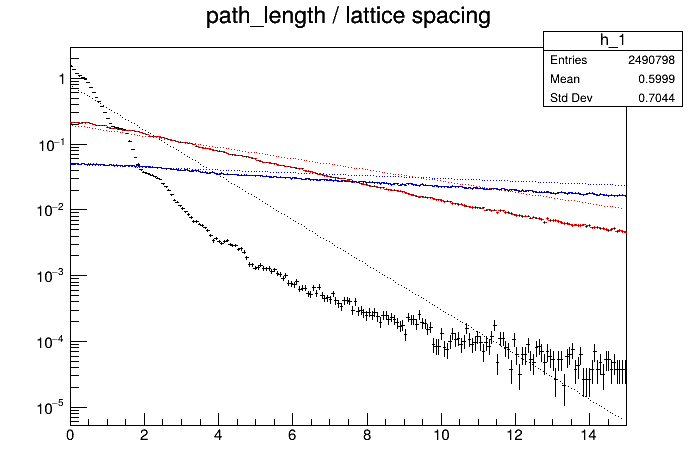 path_length / lattice spacing
h_1
Entries 2490798
Mean 0.5999
Std Dev 0.7044
1
10⁻¹
10⁻²
10⁻³
10⁻⁴
10⁻⁵
0 2 4 6 8 10 12 14